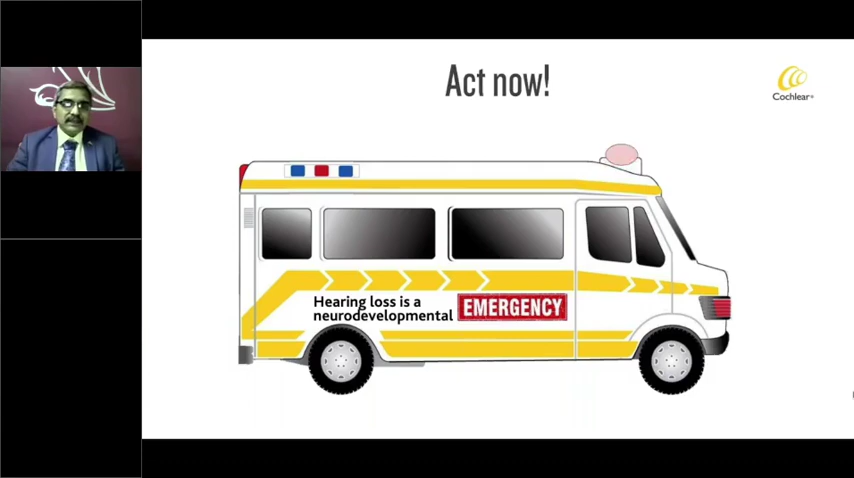 Act now!
Cochlear®
Hearing loss is a
neurodevelopmental EMERGENCY